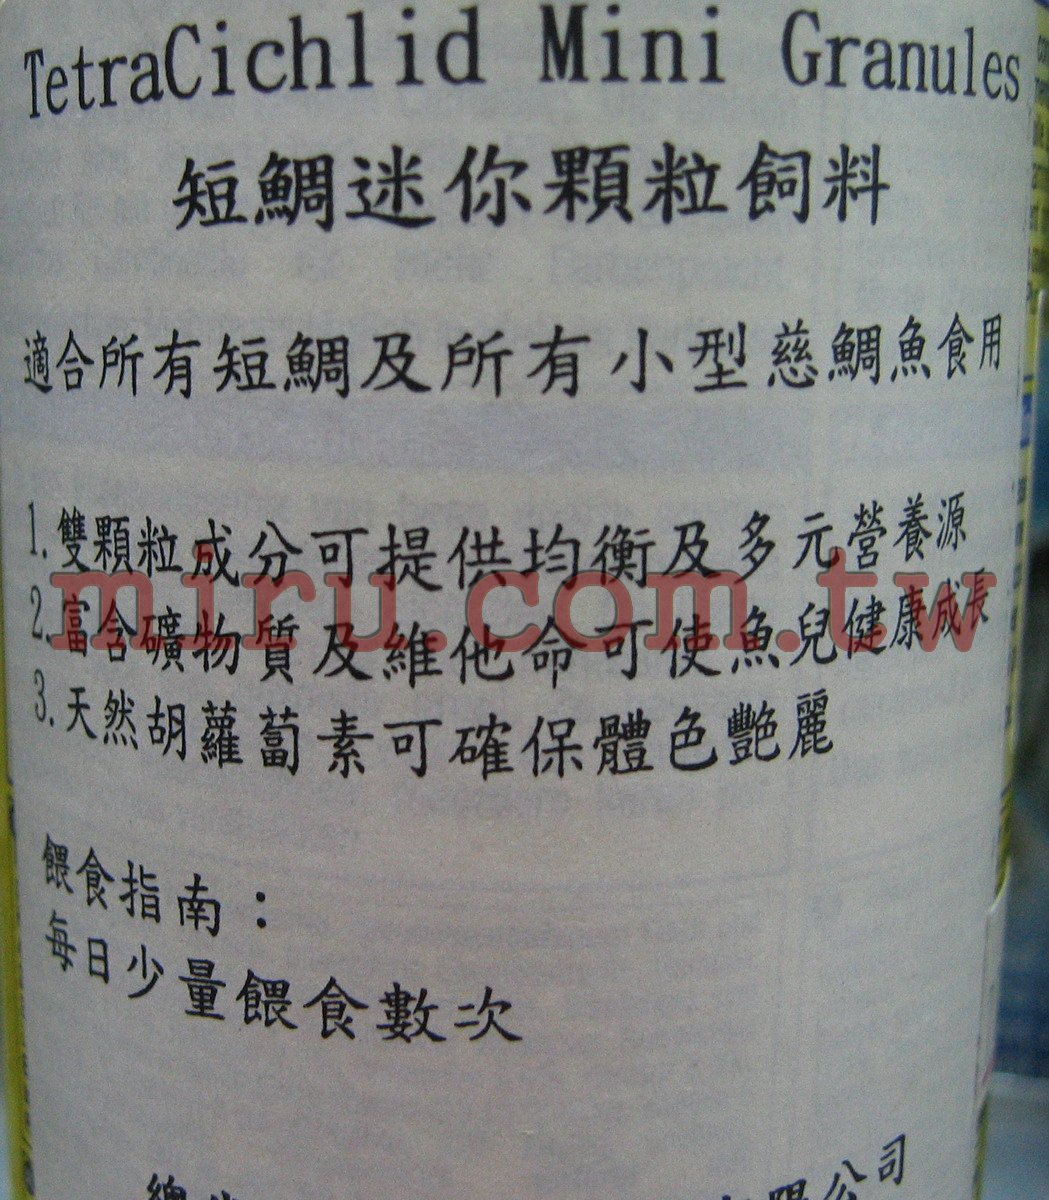 TetraCichlid Mini Granules
短鯛迷你顆粒飼料
適合所有短鯛及所有小型慈鯛魚食用
1.雙顆粒成分可提供均衡及多元營養源
miru.com.tw
2.富含礦物質及維他命可使魚兒健康成長
3.天然胡蘿蔔素可確保體色艷麗
餵食指南：
每日少量餵食數次
公司